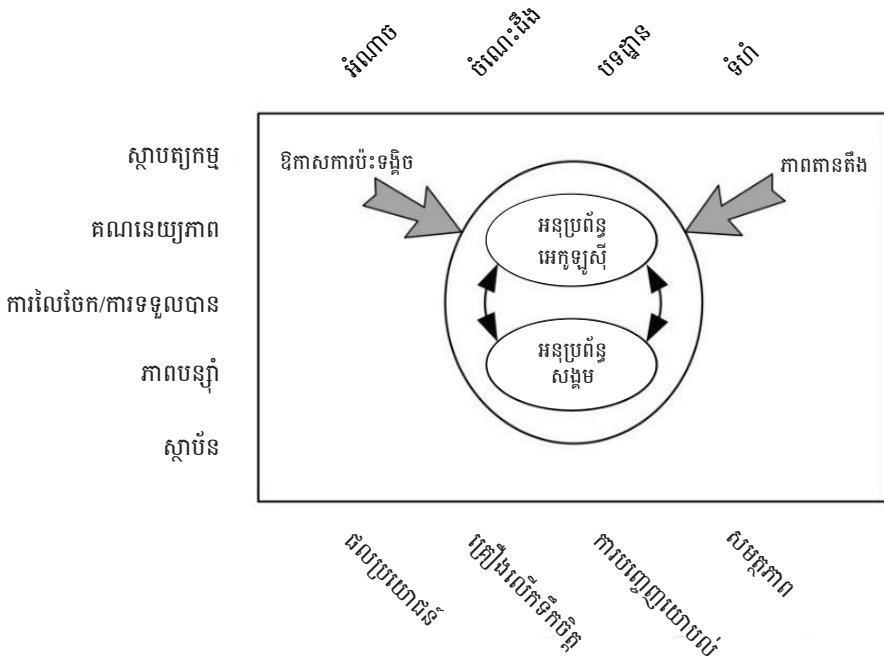 អំណាច
ចំណេះដឹង
បទដ្ឋាន
ទំហំ
ស្ថាបត្យកម្ម
ឱកាសការប៉ះទង្គិច
ភាពតានតឹង
គណនេយ្យភាព
អនុប្រព័ន្ធ
អេកូឡូស៊ី
ការលៃចែក/ការទទួលបាន
អនុប្រព័ន្ធ
សង្គម
ភាពបន្ស៊ាំ
ស្ថាប័ន
ផលប្រយោជន៍
គ្រឿងលើកទឹកចិត្ត
ការបញ្ចេញយោបល់
សមត្ថភាព